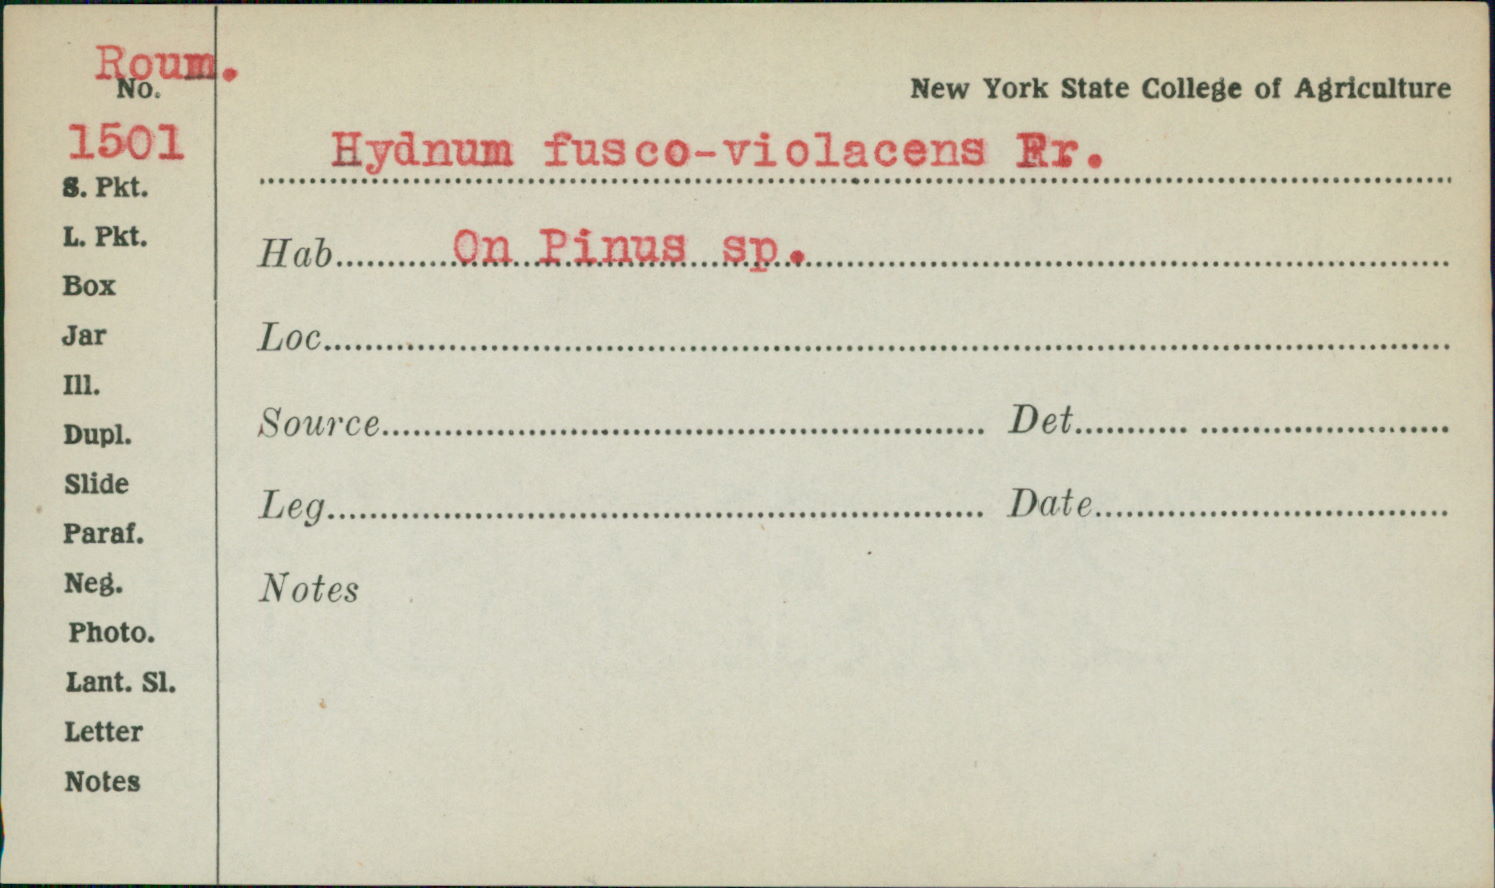 Roum.
No.
1501
S. Pkt.
L. Pkt.
Box
Jar
Ill.
Dupl.
Slide
Paraf.
Neg.
Photo.
Lant. Sl.
Letter
Notes
New York State College of Agriculture
Hydnum fusco-violacens Fr.
Hab. On Pinus sp.
Loc.
Source Det.
Leg. Date
Notes